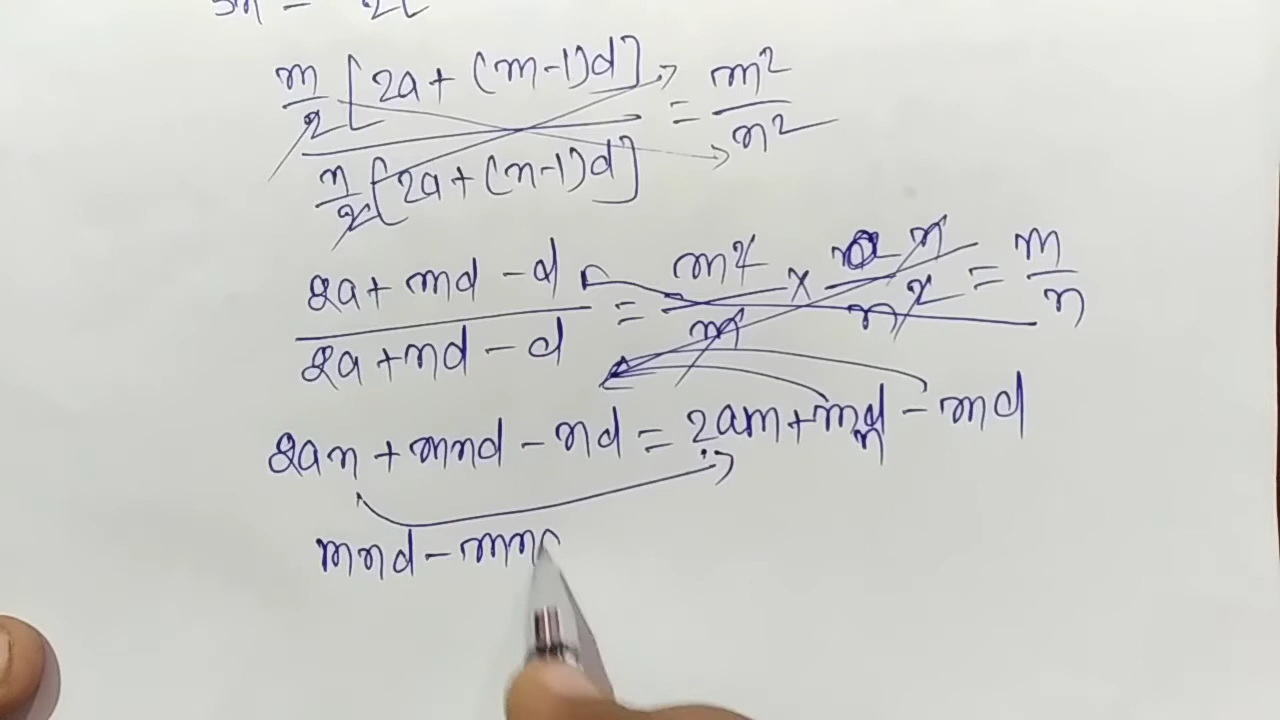 m/2 [2a + (m-1)d] / n/2 [2a + (n-1)d] = m²/n²
2a + md - d / 2a + nd - d = m²/m × n/n² = m/n
2an + mnd - nd = 2am + mnd - md
mnd - mn